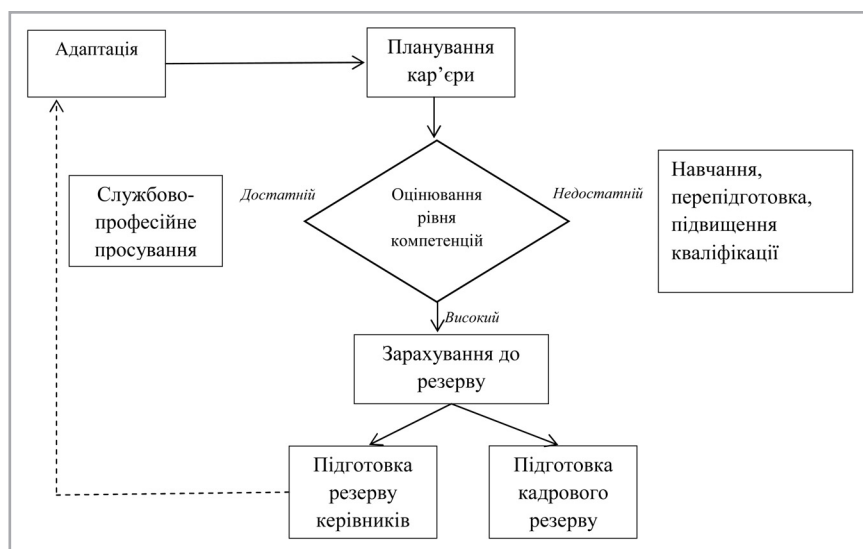 Адаптація
Планування
кар’єри
Службово-
професійне
просування
Достатній
Оцінювання
рівня
компетенцій
Недостатній
Навчання,
перепідготовка,
підвищення
кваліфікації
Високий
Зарахування до
резерву
Підготовка
резерву
керівників
Підготовка
кадрового
резерву